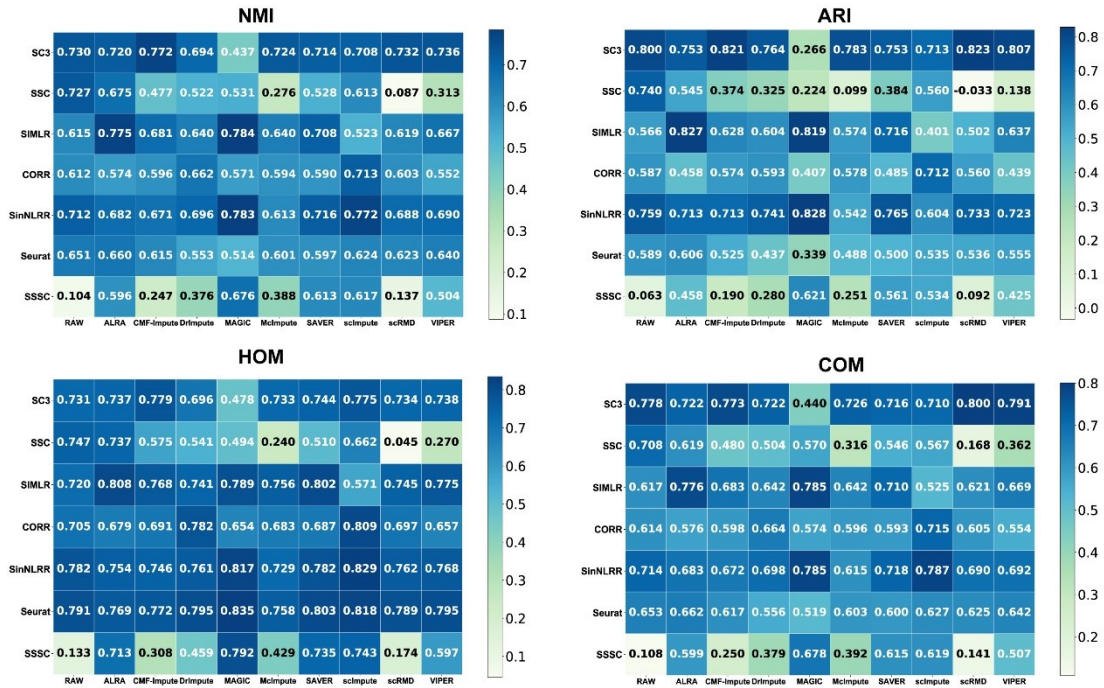 NMI
SC3 0.730 0.720 0.772 0.694 0.437 0.724 0.714 0.708 0.732 0.736
SSC 0.727 0.675 0.477 0.522 0.531 0.276 0.528 0.613 0.087 0.313
SIMLR 0.615 0.775 0.681 0.640 0.784 0.640 0.708 0.523 0.619 0.667
CORR 0.612 0.574 0.596 0.662 0.571 0.594 0.590 0.713 0.603 0.552
SinNLRR 0.712 0.682 0.671 0.696 0.783 0.613 0.716 0.772 0.688 0.690
Seurat 0.651 0.660 0.615 0.553 0.514 0.601 0.597 0.624 0.623 0.640
SSSC 0.104 0.596 0.247 0.376 0.676 0.388 0.613 0.617 0.137 0.504
RAW ALRA CMF-Impute DrImpute MAGIC McImpute SAVER scImpute scRMD VIPER
0.7
0.6
0.5
0.4
0.3
0.2
0.1
ARI
SC3 0.800 0.753 0.821 0.764 0.266 0.783 0.753 0.713 0.823 0.807
SSC 0.740 0.545 0.374 0.325 0.224 0.099 0.384 0.560 -0.033 0.138
SIMLR 0.566 0.827 0.628 0.604 0.819 0.574 0.716 0.401 0.502 0.637
CORR 0.587 0.458 0.574 0.593 0.407 0.578 0.485 0.712 0.560 0.439
SinNLRR 0.759 0.713 0.713 0.741 0.828 0.542 0.765 0.604 0.733 0.723
Seurat 0.589 0.606 0.525 0.437 0.339 0.488 0.500 0.535 0.536 0.555
SSSC 0.063 0.458 0.190 0.280 0.621 0.251 0.561 0.534 0.092 0.425
RAW ALRA CMF-Impute DrImpute MAGIC McImpute SAVER scImpute scRMD VIPER
0.8
0.7
0.6
0.5
0.4
0.3
0.2
0.1
0.0
HOM
SC3 0.731 0.737 0.779 0.696 0.478 0.733 0.744 0.775 0.734 0.738
SSC 0.747 0.737 0.575 0.541 0.494 0.240 0.510 0.662 0.045 0.270
SIMLR 0.720 0.808 0.768 0.741 0.789 0.756 0.802 0.571 0.745 0.775
CORR 0.705 0.679 0.691 0.782 0.654 0.683 0.687 0.809 0.697 0.657
SinNLRR 0.782 0.754 0.746 0.761 0.817 0.729 0.782 0.829 0.762 0.768
Seurat 0.791 0.769 0.772 0.795 0.835 0.758 0.803 0.818 0.789 0.795
SSSC 0.133 0.713 0.308 0.459 0.792 0.429 0.735 0.743 0.174 0.597
RAW ALRA CMF-Impute DrImpute MAGIC McImpute SAVER scImpute scRMD VIPER
0.8
0.7
0.6
0.5
0.4
0.3
0.2
0.1
COM
SC3 0.778 0.722 0.773 0.722 0.440 0.726 0.716 0.710 0.800 0.791
SSC 0.708 0.619 0.480 0.504 0.570 0.316 0.546 0.567 0.168 0.362
SIMLR 0.617 0.776 0.683 0.642 0.785 0.642 0.710 0.525 0.621 0.669
CORR 0.614 0.576 0.598 0.664 0.574 0.596 0.593 0.715 0.605 0.554
SinNLRR 0.714 0.683 0.672 0.698 0.785 0.615 0.718 0.787 0.690 0.692
Seurat 0.653 0.662 0.617 0.556 0.519 0.603 0.600 0.627 0.625 0.642
SSSC 0.108 0.599 0.250 0.379 0.678 0.392 0.615 0.619 0.141 0.507
RAW ALRA CMF-Impute DrImpute MAGIC McImpute SAVER scImpute scRMD VIPER
0.8
0.7
0.6
0.5
0.4
0.3
0.2